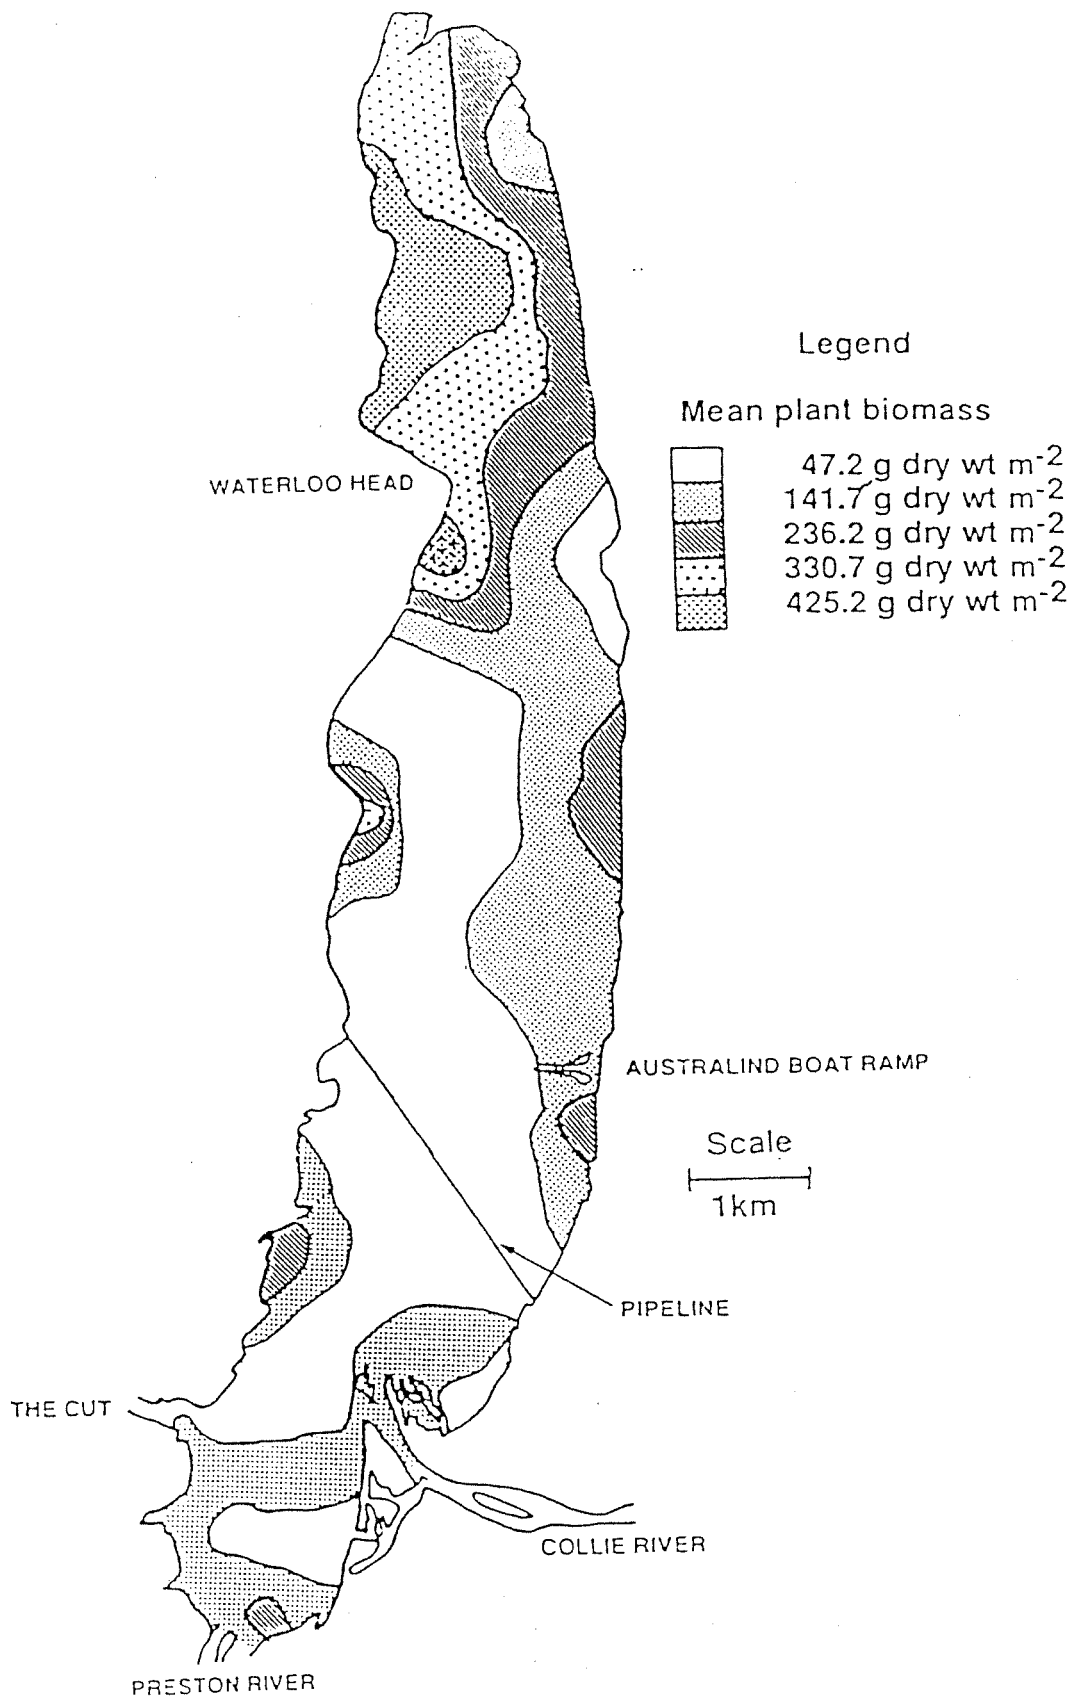 Legend
Mean plant biomass
47.2 g dry wt m-2
141.7 g dry wt m-2
236.2 g dry wt m-2
330.7 g dry wt m-2
425.2 g dry wt m-2
WATERLOO HEAD
AUSTRALIND BOAT RAMP
Scale
1km
PIPELINE
THE CUT
COLLIE RIVER
PRESTON RIVER